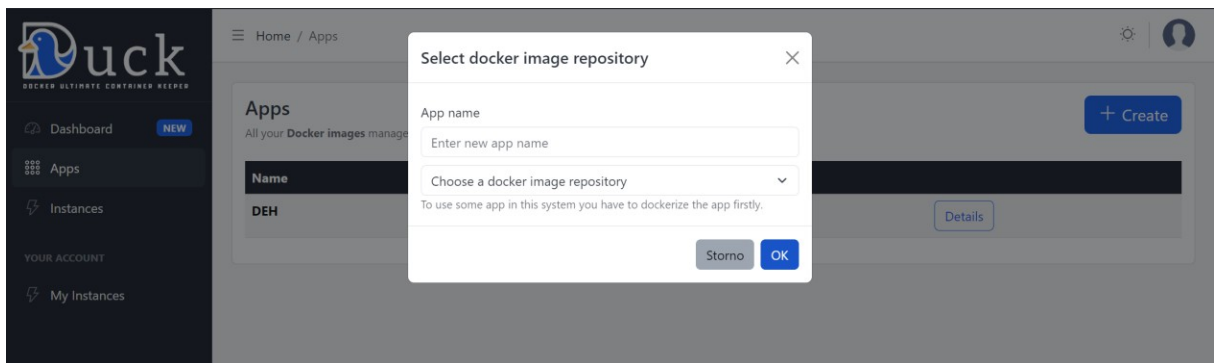 Duck
DOCKER ULTIMATE CONTAINER KEEPER
Dashboard NEW
Apps
Instances
YOUR ACCOUNT
My Instances
Home / Apps
Apps
All your Docker images manage
+ Create
Name
DEH
Details
Select docker image repository
App name
Enter new app name
Choose a docker image repository
To use some app in this system you have to dockerize the app firstly.
Storno OK